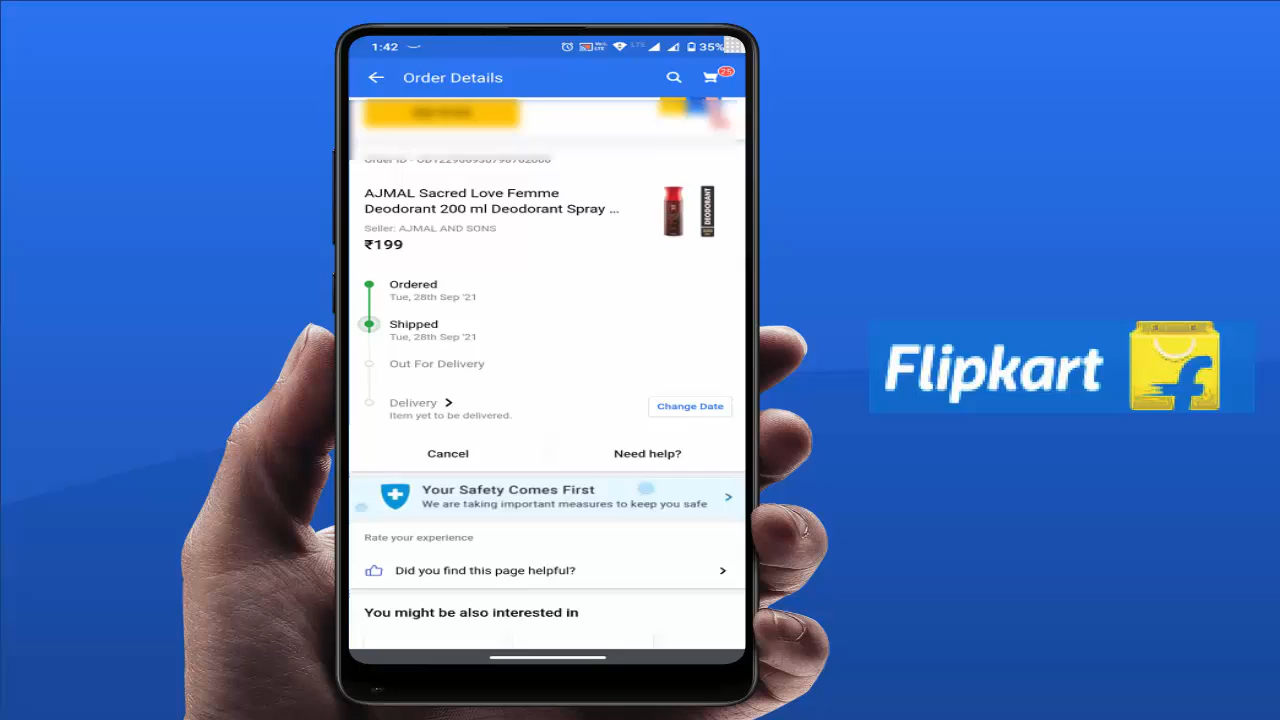 1:42
LTE 35%
Order Details
25
AJMAL Sacred Love Femme
Deodorant 200 ml Deodorant Spray ...
DEODORANT
Seller: AJMAL AND SONS
₹199
Ordered
Tue, 28th Sep '21
Shipped
Tue, 28th Sep '21
Out For Delivery
Delivery
Item yet to be delivered.
Change Date
Cancel
Need help?
Your Safety Comes First
We are taking important measures to keep you safe
Rate your experience
Did you find this page helpful?
You might be also interested in
Flipkart
f